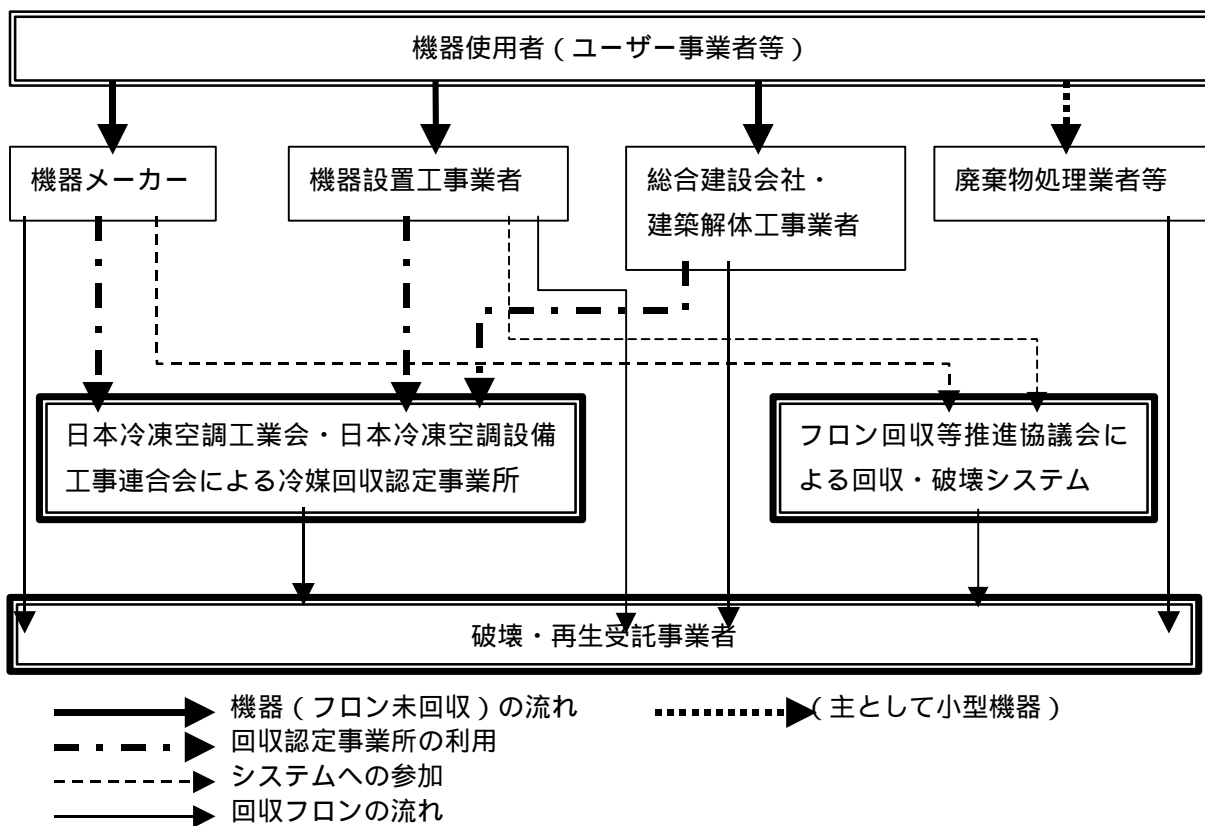 機器使用者（ユーザー事業者等）
機器メーカー
機器設置工事業者
総合建設会社・
建築解体工事業者
廃棄物処理業者等
日本冷凍空調工業会・日本冷凍空調設備
工事連合会による冷媒回収認定事業所
フロン回収等推進協議会に
よる回収・破壊システム
破壊・再生受託事業者
機器（フロン未回収）の流れ
（主として小型機器）
回収認定事業所の利用
システムへの参加
回収フロンの流れ